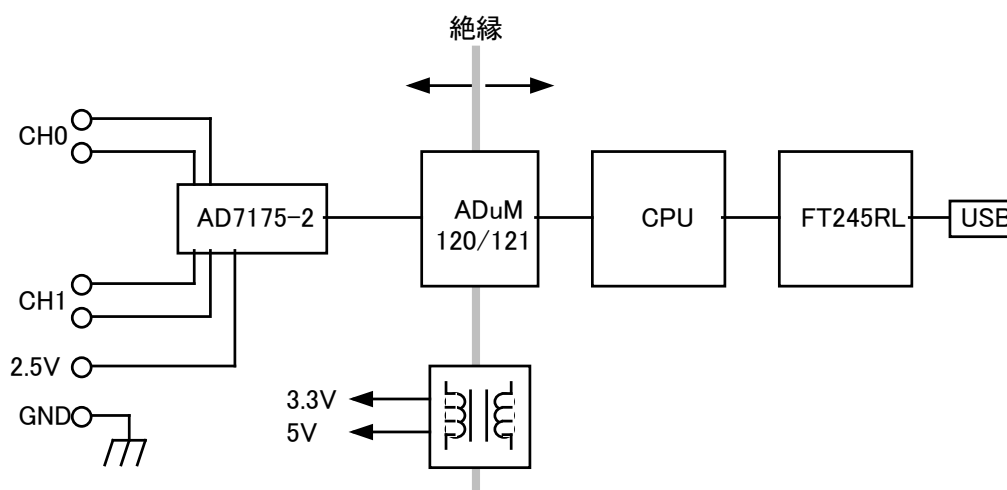 絶縁
CH0
AD7175-2
ADuM
120/121
CPU
FT245RL
USB
CH1
2.5V
GND
3.3V
5V